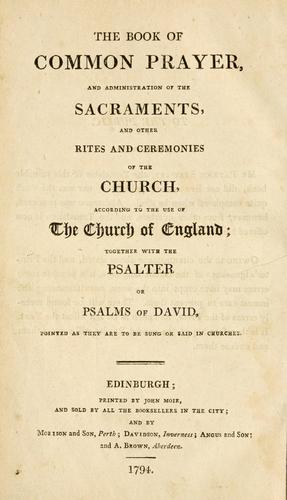 THE BOOK OF
COMMON PRAYER,
AND ADMINISTRATION OF THE
SACRAMENTS,
AND OTHER
RITES AND CEREMONIES
OF THE
CHURCH,
ACCORDING TO THE USE OF
The Church of England;
TOGETHER WITH THE
PSALTER
OR
PSALMS OF DAVID,
POINTED AS THEY ARE TO BE SUNG OR SAID IN CHURCHES.
EDINBURGH;
PRINTED BY JOHN MOIR,
AND SOLD BY ALL THE BOOKSELLERS IN THE CITY;
AND BY
MORISON and SON, Perth; DAVIDSON, Inverness; ANGUS and SON;
and A. BROWN, Aberdeen.
1794.